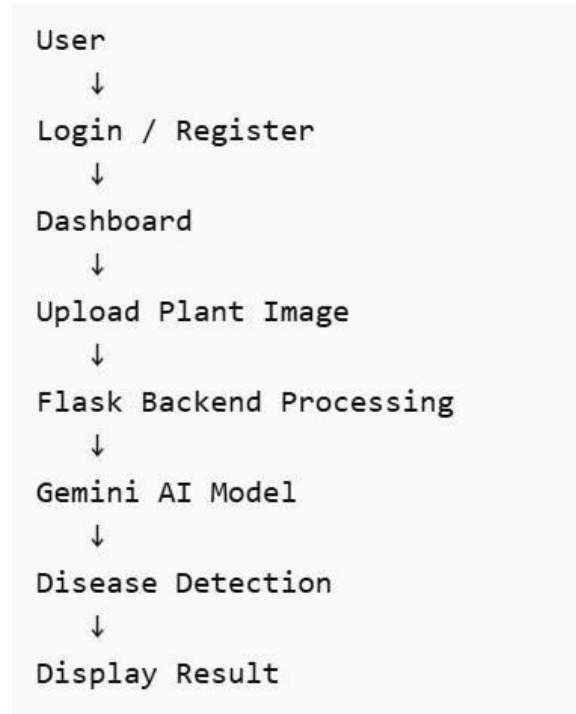 User
↓
Login / Register
↓
Dashboard
↓
Upload Plant Image
↓
Flask Backend Processing
↓
Gemini AI Model
↓
Disease Detection
↓
Display Result